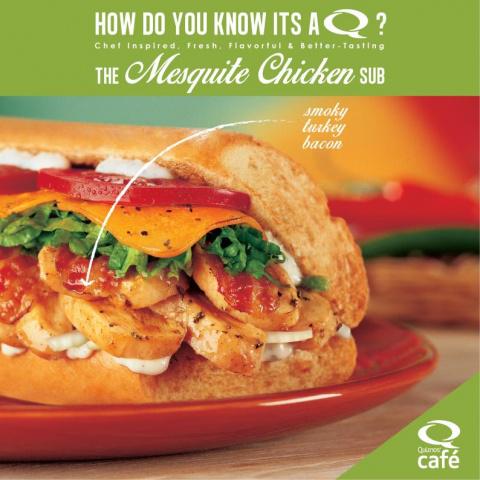 HOW DO YOU KNOW ITS A Q ?
Chef Inspired, Fresh, Flavorful & Better-Tasting
THE Mesquite Chicken SUB
smoky
turkey
bacon
Quiznos
café